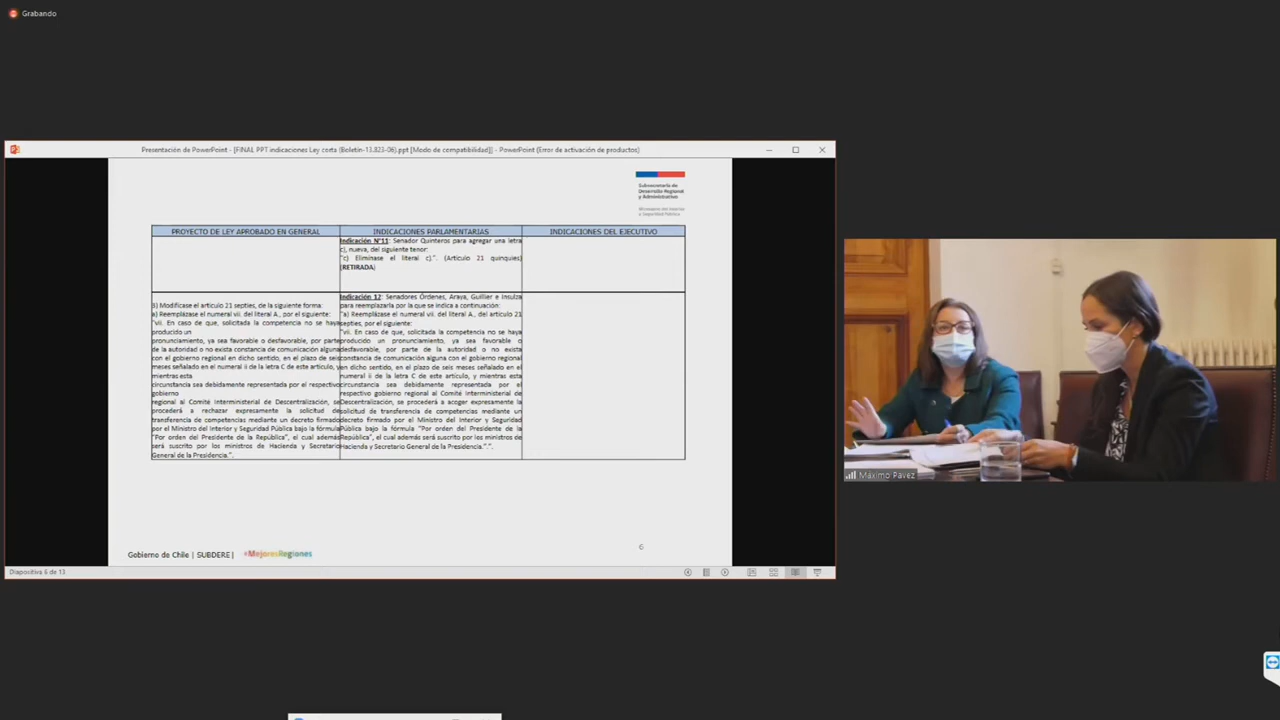 Grabando
Presentación de PowerPoint - [FINAL PPT indicaciones Ley corta (Boletín-13.823-06).ppt [Modo de compatibilidad]] - PowerPoint (Error de activación de productos)
Subsecretaría de
Desarrollo Regional
y Administrativo
Ministerio del Interior
y Seguridad Pública
PROYECTO DE LEY APROBADO EN GENERAL
INDICACIONES PARLAMENTARIAS
INDICACIONES DEL EJECUTIVO
Indicación N°11: Senador Quinteros para agregar una letra
c), nueva, del siguiente tenor:
"c) Elimínase el literal c).". (Artículo 21 quinquies)
(RETIRADA)
3) Modifícase el artículo 21 septies, de la siguiente forma:
a) Reemplázase el numeral vii. del literal A., por el siguiente:
"vii. En caso de que, solicitada la competencia no se haya
producido un
pronunciamiento, ya sea favorable o desfavorable, por parte
de la autoridad o no exista constancia de comunicación alguna
con el gobierno regional en dicho sentido, en el plazo de seis
meses señalado en el numeral ii de la letra C de este artículo, y
mientras esta
circunstancia sea debidamente representada por el respectivo
gobierno
regional al Comité Interministerial de Descentralización, se
procederá a rechazar expresamente la solicitud de
transferencia de competencias mediante un decreto firmado
por el Ministro del Interior y Seguridad Pública bajo la fórmula
"Por orden del Presidente de la República", el cual además
será suscrito por los ministros de Hacienda y Secretario
General de la Presidencia.".
Indicación 12: Senadores Órdenes, Araya, Guillier e Insulza
para reemplazarla por la que se indica a continuación:
"a) Reemplázase el numeral vii. del literal A., del artículo 21
septies, por el siguiente:
"vii. En caso de que, solicitada la competencia no se haya
producido un pronunciamiento, ya sea favorable o
desfavorable, por parte de la autoridad o no exista
constancia de comunicación alguna con el gobierno regional
en dicho sentido, en el plazo de seis meses señalado en el
numeral ii de la letra C de este artículo, y mientras esta
circunstancia sea debidamente representada por el
respectivo gobierno regional al Comité Interministerial de
Descentralización, se procederá a acoger expresamente la
solicitud de transferencia de competencias mediante un
decreto firmado por el Ministro del Interior y Seguridad
Pública bajo la fórmula "Por orden del Presidente de la
República", el cual además será suscrito por los ministros de
Hacienda y Secretario General de la Presidencia.".".
Gobierno de Chile | SUBDERE |
#MejoresRegiones
6
Diapositiva 6 de 13
Máximo Pavez